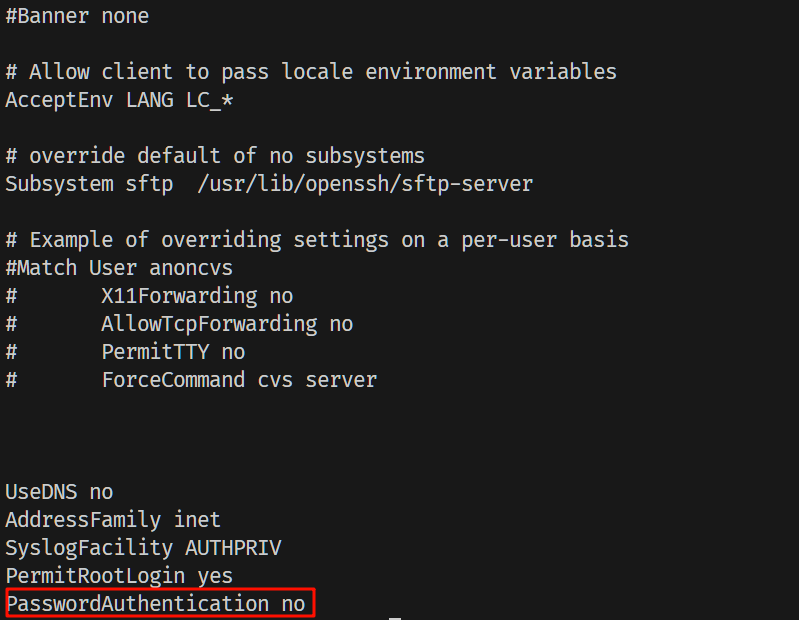 #Banner none
# Allow client to pass locale environment variables
AcceptEnv LANG LC_*
# override default of no subsystems
Subsystem sftp  /usr/lib/openssh/sftp-server
# Example of overriding settings on a per-user basis
#Match User anoncvs
#       X11Forwarding no
#       AllowTcpForwarding no
#       PermitTTY no
#       ForceCommand cvs server
UseDNS no
AddressFamily inet
SyslogFacility AUTHPRIV
PermitRootLogin yes
PasswordAuthentication no